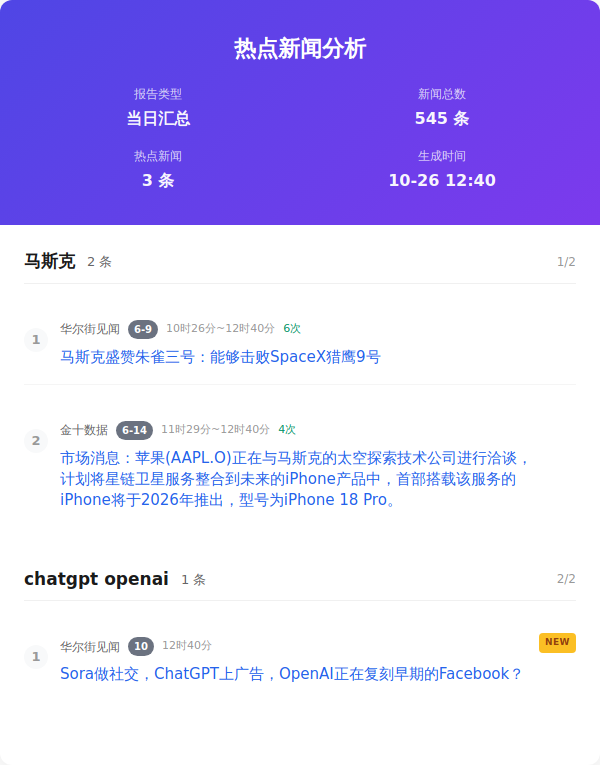 热点新闻分析
报告类型
新闻总数
当日汇总
545 条
热点新闻
生成时间
3 条
10-26 12:40
马斯克 2 条 1/2
1 华尔街见闻 6-9 10时26分~12时40分 6次
马斯克盛赞朱雀三号：能够击败SpaceX猎鹰9号
2 金十数据 6-14 11时29分~12时40分 4次
市场消息：苹果(AAPL.O)正在与马斯克的太空探索技术公司进行洽谈，
计划将星链卫星服务整合到未来的iPhone产品中，首部搭载该服务的
iPhone将于2026年推出，型号为iPhone 18 Pro。
chatgpt openai 1 条 2/2
1 华尔街见闻 10 12时40分 NEW
Sora做社交，ChatGPT上广告，OpenAI正在复刻早期的Facebook？